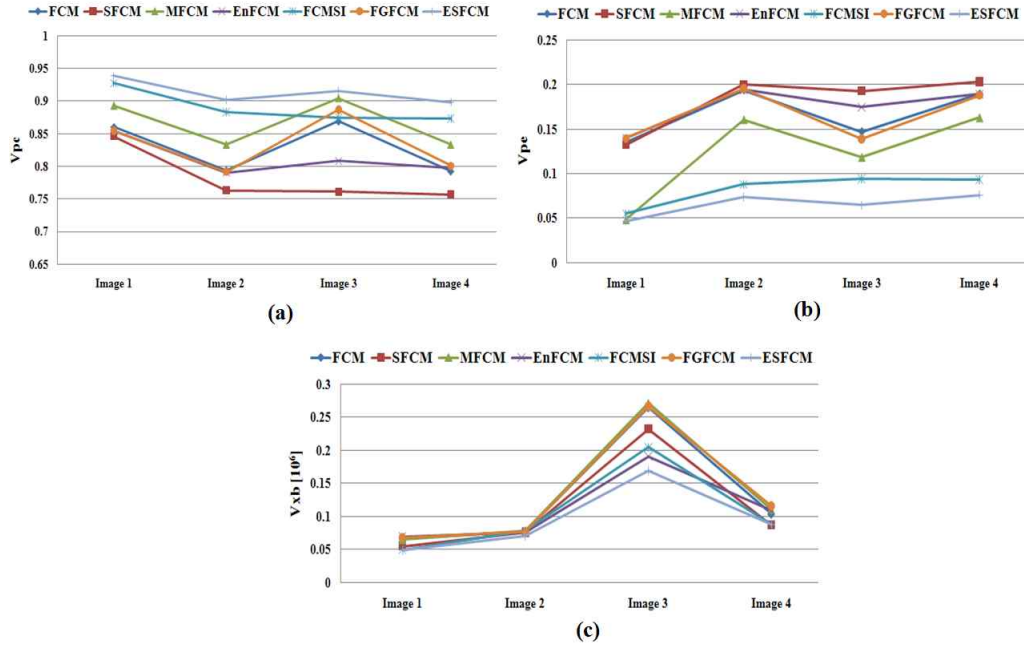 FCM SFCM MFCM EnFCM FCMSI FGFCM ESFCM
1
0.95
0.9
0.85
0.8
0.75
0.7
0.65
Vpc
Image 1 Image 2 Image 3 Image 4
(a)
FCM SFCM MFCM EnFCM FCMSI FGFCM ESFCM
0.25
0.2
0.15
0.1
0.05
0
Vpe
Image 1 Image 2 Image 3 Image 4
(b)
FCM SFCM MFCM EnFCM FCMSI FGFCM ESFCM
0.3
0.25
0.2
0.15
0.1
0.05
0
Vxb [10⁶]
Image 1 Image 2 Image 3 Image 4
(c)